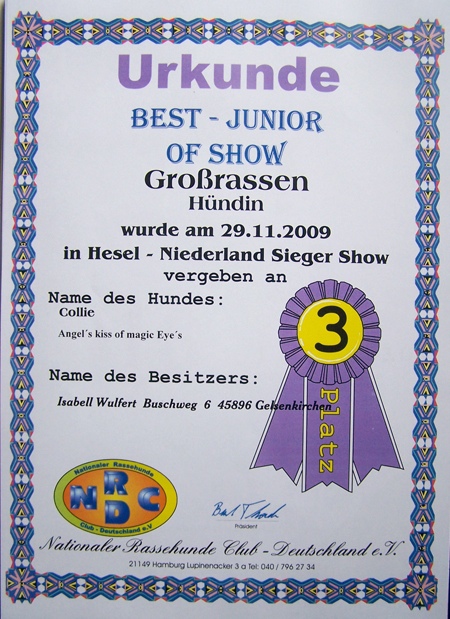 Urkunde
BEST - JUNIOR
OF SHOW
Großrassen
Hündin
wurde am 29.11.2009
in Hesel - Niederland Sieger Show
vergeben an
Name des Hundes:
Collie
Angel´s kiss of magic Eye´s
3
Platz
Name des Besitzers:
Isabell Wulfert Buschweg 6 45896 Gelsenkirchen
Nationaler Rassehunde
NRDC
Club - Deutschland e.V
Präsident
Nationaler Rassehunde Club - Deutschland e.V.
21149 Hamburg Lupinenacker 3 a Tel: 040 / 796 27 34